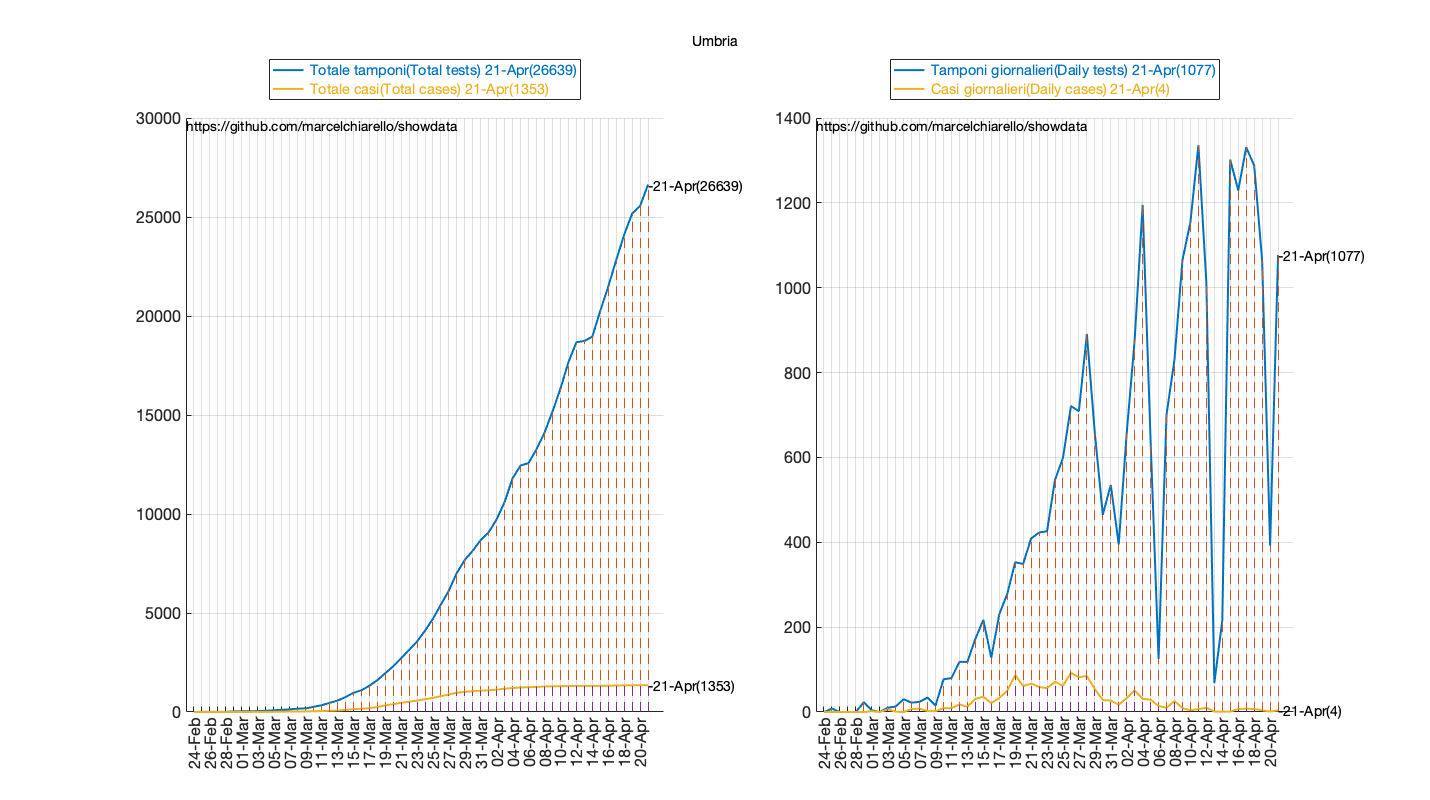 Umbria
Totale tamponi(Total tests) 21-Apr(26639)
Totale casi(Total cases) 21-Apr(1353)
https://github.com/marcelchiarello/showdata
30000
25000
20000
15000
10000
5000
0
21-Apr(26639)
21-Apr(1353)
24-Feb
26-Feb
28-Feb
01-Mar
03-Mar
05-Mar
07-Mar
09-Mar
11-Mar
13-Mar
15-Mar
17-Mar
19-Mar
21-Mar
23-Mar
25-Mar
27-Mar
29-Mar
31-Mar
02-Apr
04-Apr
06-Apr
08-Apr
10-Apr
12-Apr
14-Apr
16-Apr
18-Apr
20-Apr
Tamponi giornalieri(Daily tests) 21-Apr(1077)
Casi giornalieri(Daily cases) 21-Apr(4)
https://github.com/marcelchiarello/showdata
1400
1200
1000
800
600
400
200
0
21-Apr(1077)
21-Apr(4)
24-Feb
26-Feb
28-Feb
01-Mar
03-Mar
05-Mar
07-Mar
09-Mar
11-Mar
13-Mar
15-Mar
17-Mar
19-Mar
21-Mar
23-Mar
25-Mar
27-Mar
29-Mar
31-Mar
02-Apr
04-Apr
06-Apr
08-Apr
10-Apr
12-Apr
14-Apr
16-Apr
18-Apr
20-Apr